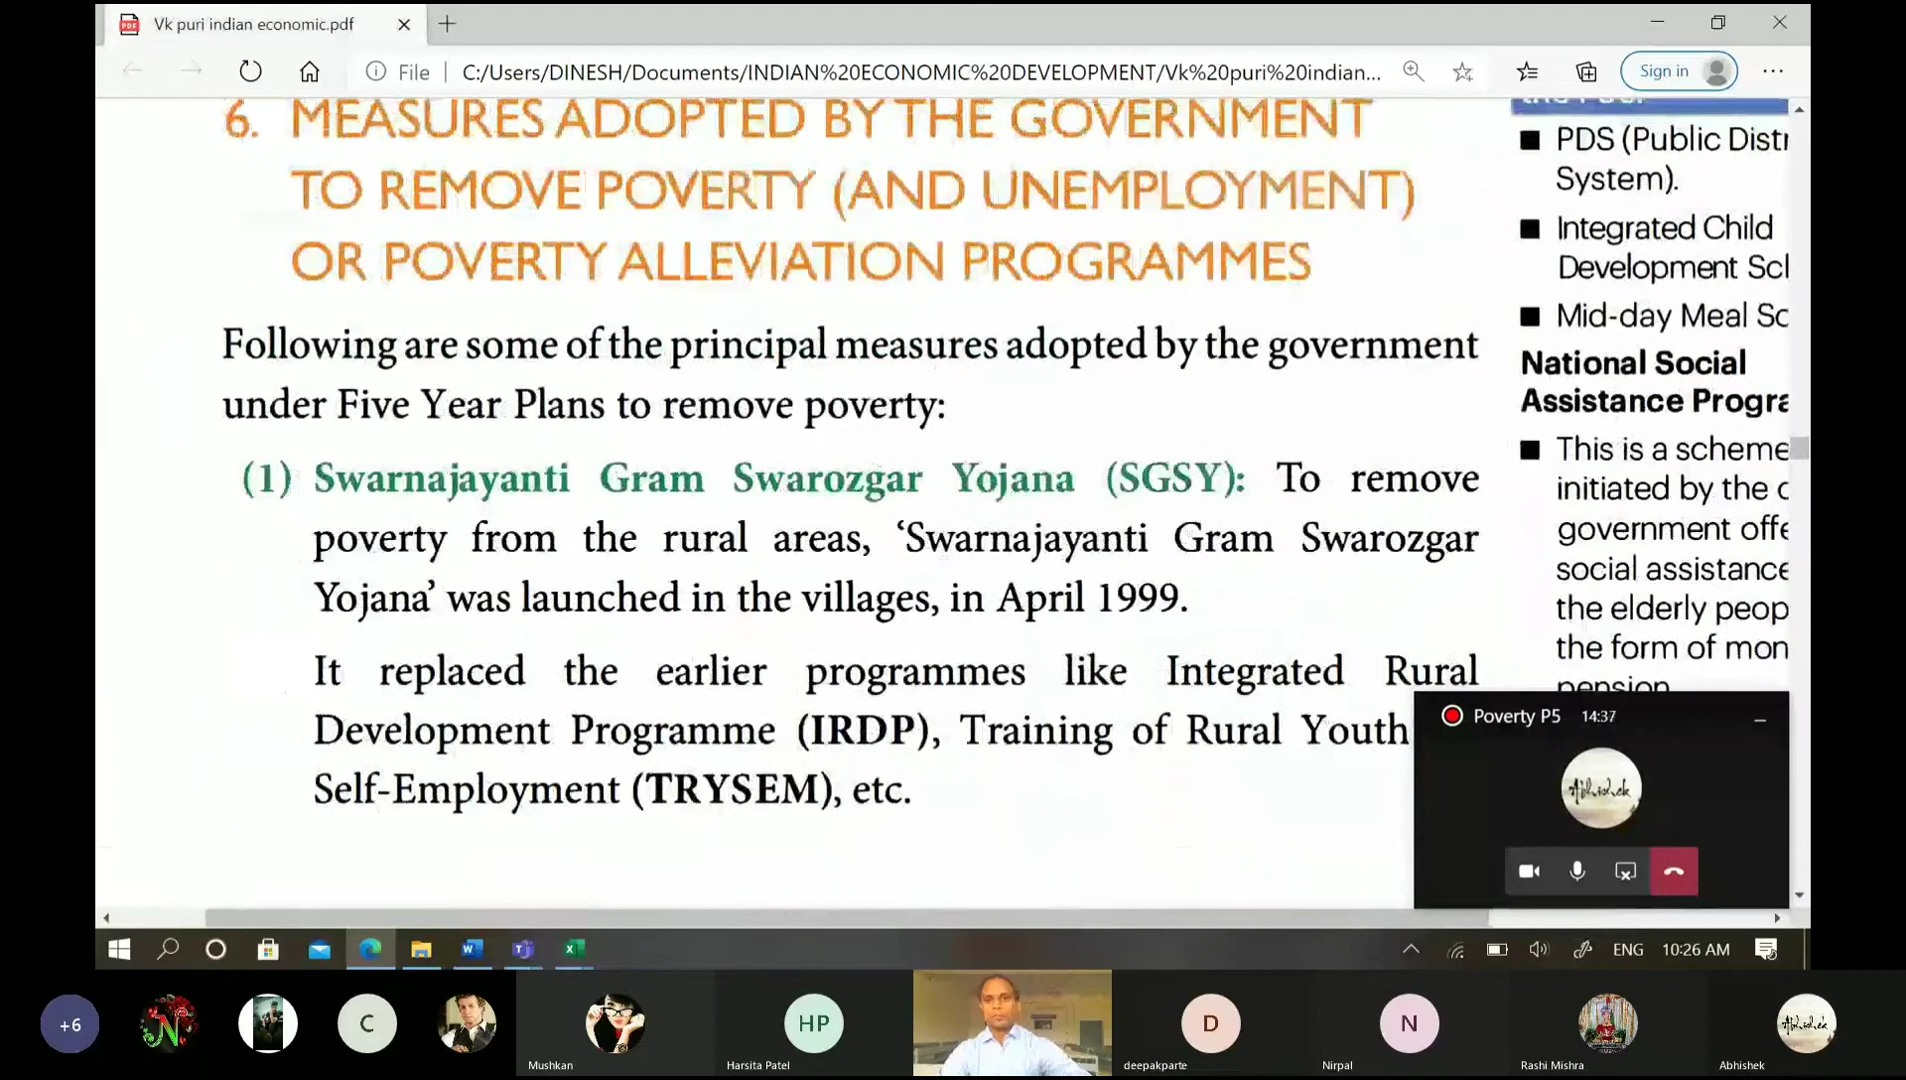 Vk puri indian economic.pdf
File C:/Users/DINESH/Documents/INDIAN%20ECONOMIC%20DEVELOPMENT/Vk%20puri%20indian...
Sign in
6. MEASURES ADOPTED BY THE GOVERNMENT
TO REMOVE POVERTY (AND UNEMPLOYMENT)
OR POVERTY ALLEVIATION PROGRAMMES
Following are some of the principal measures adopted by the government
under Five Year Plans to remove poverty:
(1) Swarnajayanti Gram Swarozgar Yojana (SGSY): To remove
poverty from the rural areas, ‘Swarnajayanti Gram Swarozgar
Yojana’ was launched in the villages, in April 1999.
It replaced the earlier programmes like Integrated Rural
Development Programme (IRDP), Training of Rural Youth
Self-Employment (TRYSEM), etc.
■ PDS (Public Distr
System).
■ Integrated Child
Development Scl
■ Mid-day Meal Sc
National Social
Assistance Progra
■ This is a scheme
initiated by the c
government offe
social assistance
the elderly peop
the form of mon
pension
Poverty P5 14:37
Abhishek
ENG 10:26 AM
+6
N
C
Mushkan
HP
Harsita Patel
D
deepakparte
N
Nirpal
Rashi Mishra
Abhishek
Abhishek